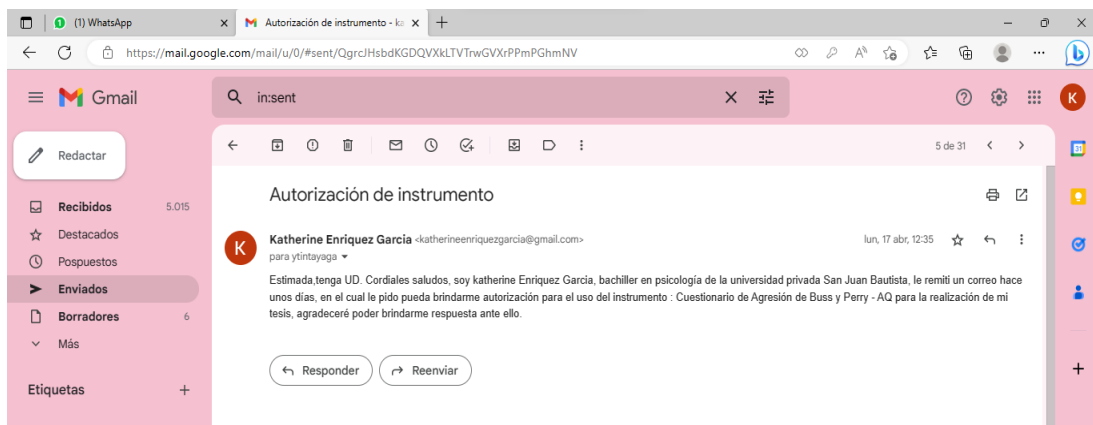 (1) WhatsApp
Autorización de instrumento - ka
https://mail.google.com/mail/u/0/#sent/QgrcJHsbdKGDQVXkLTVTrwGVXrPPmPGhmNV
Gmail
in:sent
K
Redactar
5 de 31
31
Autorización de instrumento
Recibidos 5.015
Destacados
Pospuestos
Enviados
Borradores 6
Más
Etiquetas
K
Katherine Enriquez Garcia <katherineenriquezgarcia@gmail.com>
lun, 17 abr, 12:35
para ytintayaga
Estimada,tenga UD. Cordiales saludos, soy katherine Enriquez Garcia, bachiller en psicología de la universidad privada San Juan Bautista, le remiti un correo hace
unos días, en el cual le pido pueda brindarme autorización para el uso del instrumento : Cuestionario de Agresión de Buss y Perry - AQ para la realización de mi
tesis, agradeceré poder brindarme respuesta ante ello.
Responder
Reenviar